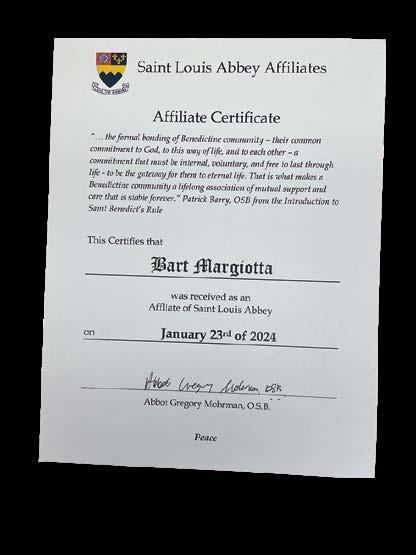 Saint Louis Abbey Affiliates
Affiliate Certificate
"... the formal bonding of Benedictine community – their common
commitment to God, to this way of life, and to each other – a
commitment that must be internal, voluntary, and free to last through
life - to be the gateway for them to eternal life. That is what makes a
Benedictine community a lifelong association of mutual support and
care that is stable forever." Patrick Barry, OSB from the Introduction to
Saint Benedict's Rule
This Certifies that
Bart Margiotta
was received as an
Affiliate of Saint Louis Abbey
on January 23rd of 2024
Abbot Gregory Mohrman, OSB
Abbot Gregory Mohrman, O.S.B.
Peace